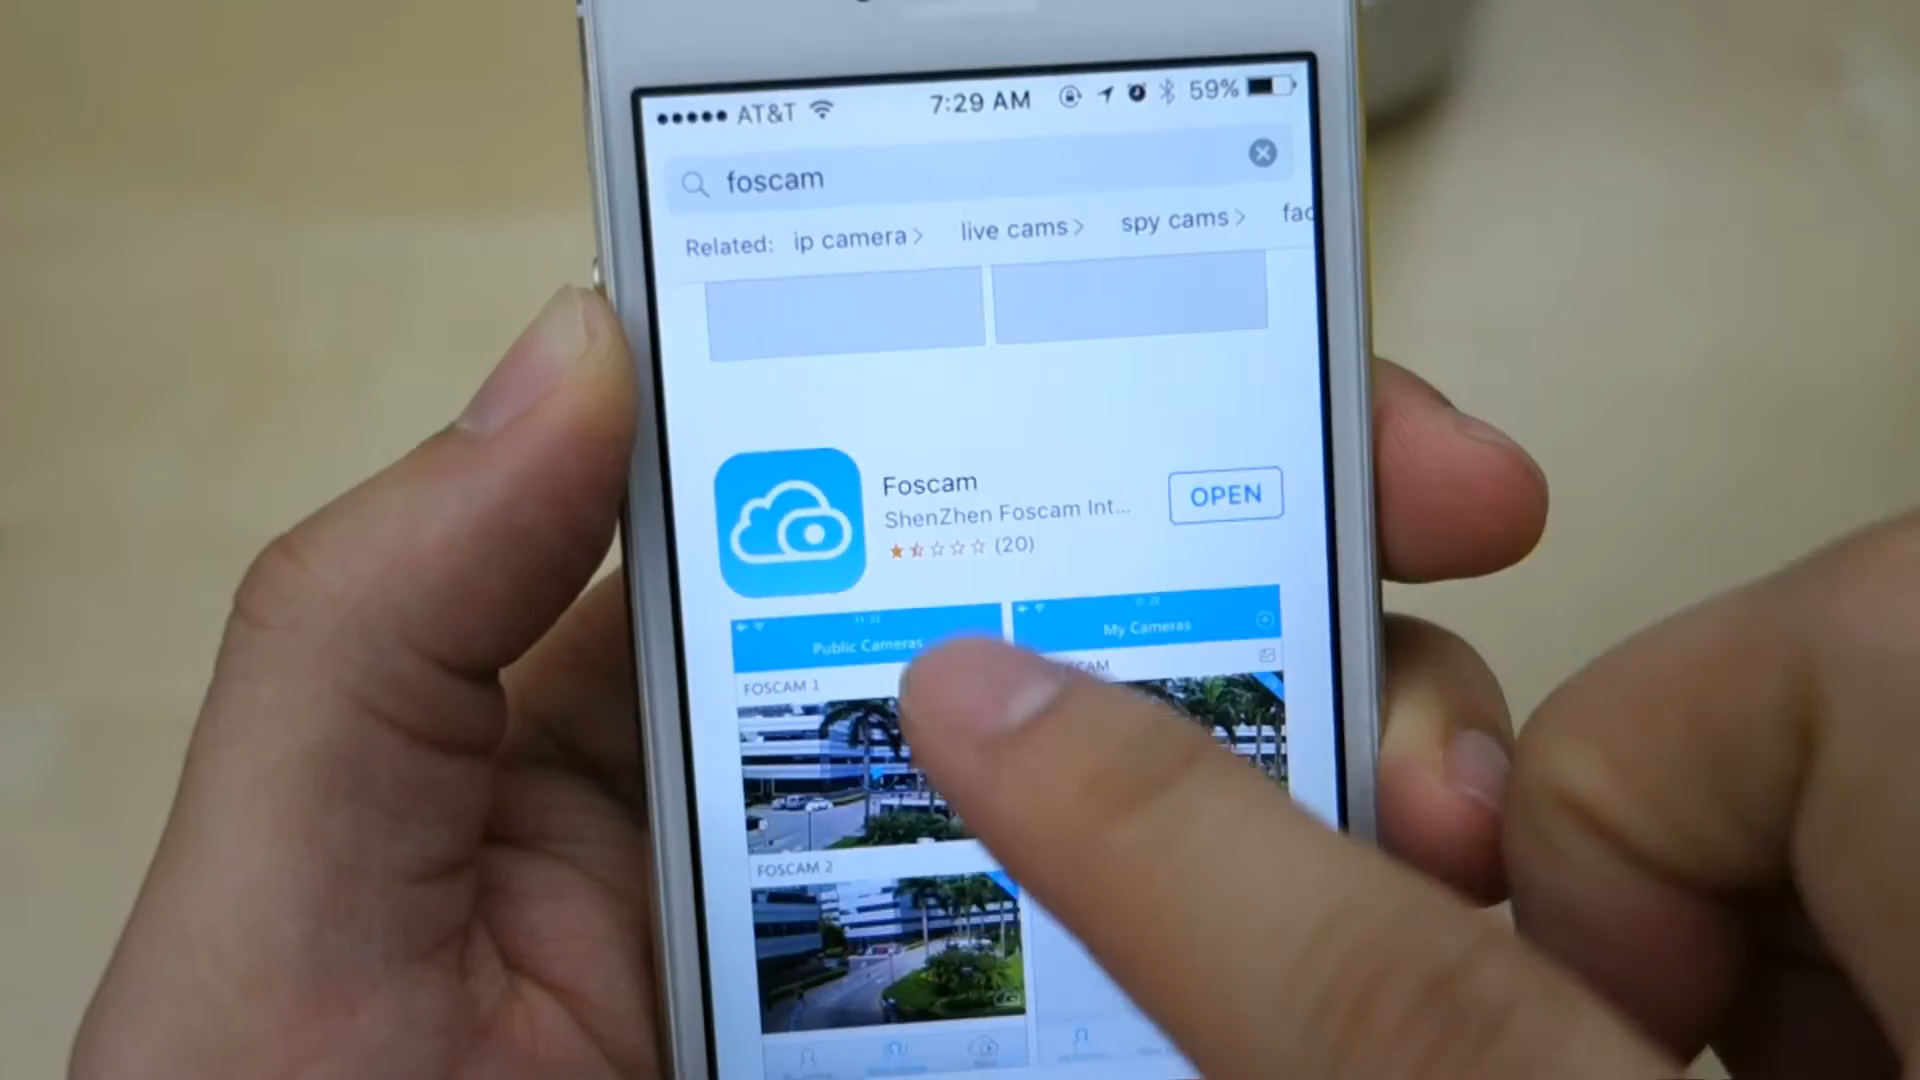 AT&T 7:29 AM 59%
foscam
Related: ip camera live cams spy cams fac
Foscam
ShenZhen Foscam Int...
(20)
OPEN
Public Cameras
My Cameras
FOSCAM 1
SCAM
FOSCAM 2